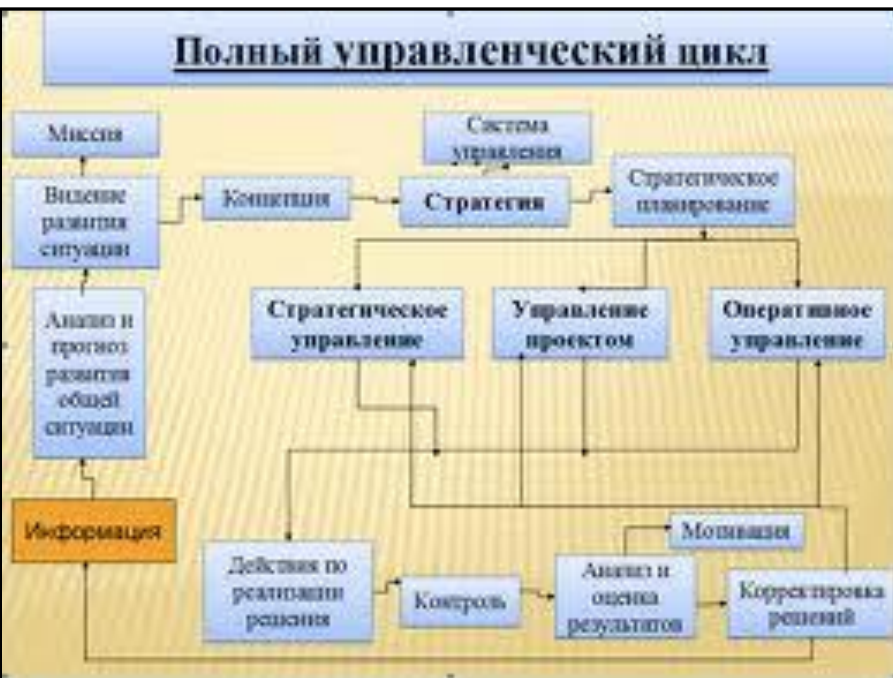 Полный управленческий цикл
Миссия
Система
управления
Видение
развития
ситуации
Концепция
Стратегия
Стратегическое
планирование
Анализ и
прогноз
развития
общей
ситуации
Стратегическое
управление
Управление
проектом
Оперативное
управление
Информация
Действия по
реализации
решения
Контроль
Анализ и
оценка
результатов
Мотивация
Корректировка
решений